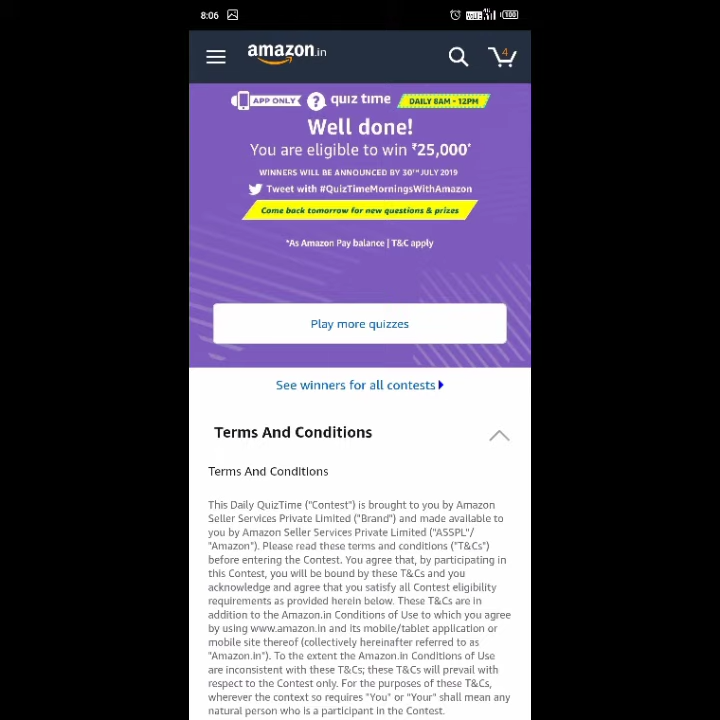 8:06
100
amazon.in
4
APP ONLY ? quiz time DAILY 8AM - 12PM
Well done!
You are eligible to win ₹25,000*
WINNERS WILL BE ANNOUNCED BY 30TH JULY 2019
Tweet with #QuizTimeMorningsWithAmazon
Come back tomorrow for new questions & prizes
*As Amazon Pay balance | T&C apply
Play more quizzes
See winners for all contests
Terms And Conditions
Terms And Conditions
This Daily QuizTime ("Contest") is brought to you by Amazon
Seller Services Private Limited ("Brand") and made available to
you by Amazon Seller Services Private Limited ("ASSPL"/
"Amazon"). Please read these terms and conditions ("T&Cs")
before entering the Contest. You agree that, by participating in
this Contest, you will be bound by these T&Cs and you
acknowledge and agree that you satisfy all Contest eligibility
requirements as provided herein below. These T&Cs are in
addition to the Amazon.in Conditions of Use to which you agree
by using www.amazon.in and its mobile/tablet application or
mobile site thereof (collectively hereinafter referred to as
"Amazon.in"). To the extent the Amazon.in Conditions of Use
are inconsistent with these T&Cs; these T&Cs will prevail with
respect to the Contest only. For the purposes of these T&Cs,
wherever the context so requires "You" or "Your" shall mean any
natural person who is a participant in the Contest.